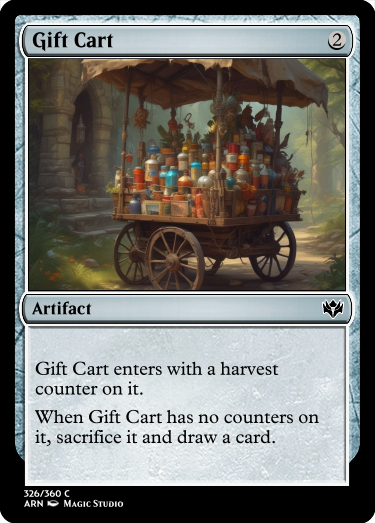 Gift Cart 2
Artifact
Gift Cart enters with a harvest
counter on it.
When Gift Cart has no counters on
it, sacrifice it and draw a card.
326/360 C
ARN Magic Studio